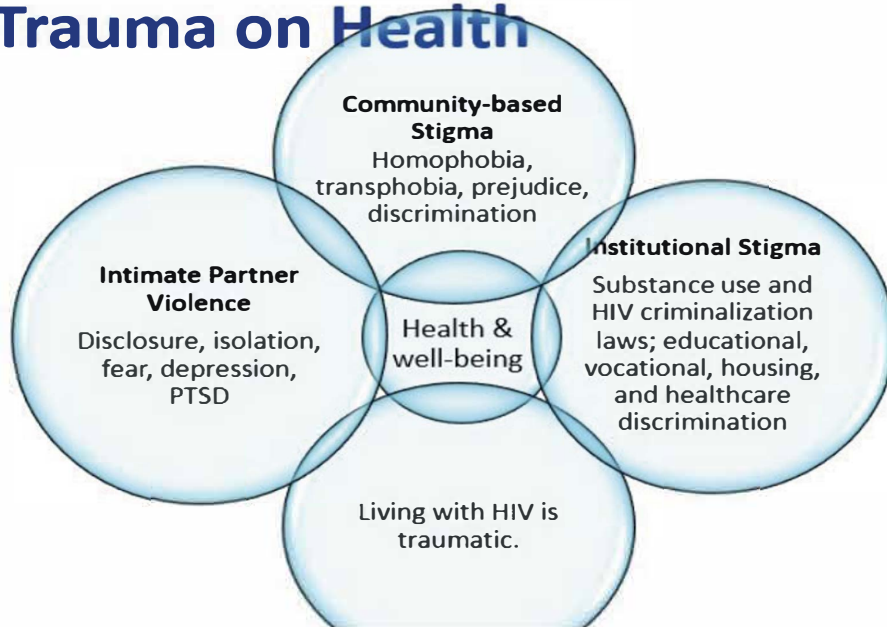 Trauma on Health
Community-based
Stigma
Homophobia,
transphobia, prejudice,
discrimination
Intimate Partner
Violence
Disclosure, isolation,
fear, depression,
PTSD
Health &
well-being
Institutional Stigma
Substance use and
HIV criminalization
laws; educational,
vocational, housing,
and healthcare
discrimination
Living with HIV is
traumatic.